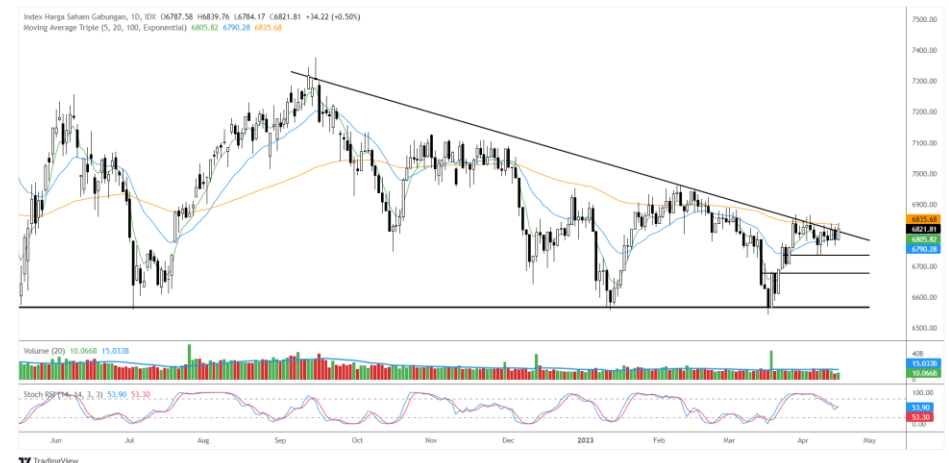 Index Harga Saham Gabungan, 1D, IDX O6787.58 H6839.76 L6784.17 C6821.81 +34.22 (+0.50%)
Moving Average Triple (5, 20, 100, Exponential) 6805.82 6790.28 6835.68
7500.00
7400.00
7300.00
7200.00
7100.00
7000.00
6900.00
6835.68
6821.81
6805.82
6790.28
6700.00
6600.00
6500.00
Volume (20) 10.066B 15.033B
40B
15.033B
10.066B
Stoch RSI (14, 14, 3, 3) 53.90 53.30
100.00
53.90
53.30
0.00
Jun Jul Aug Sep Oct Nov Dec 2023 Feb Mar Apr May
TradingView